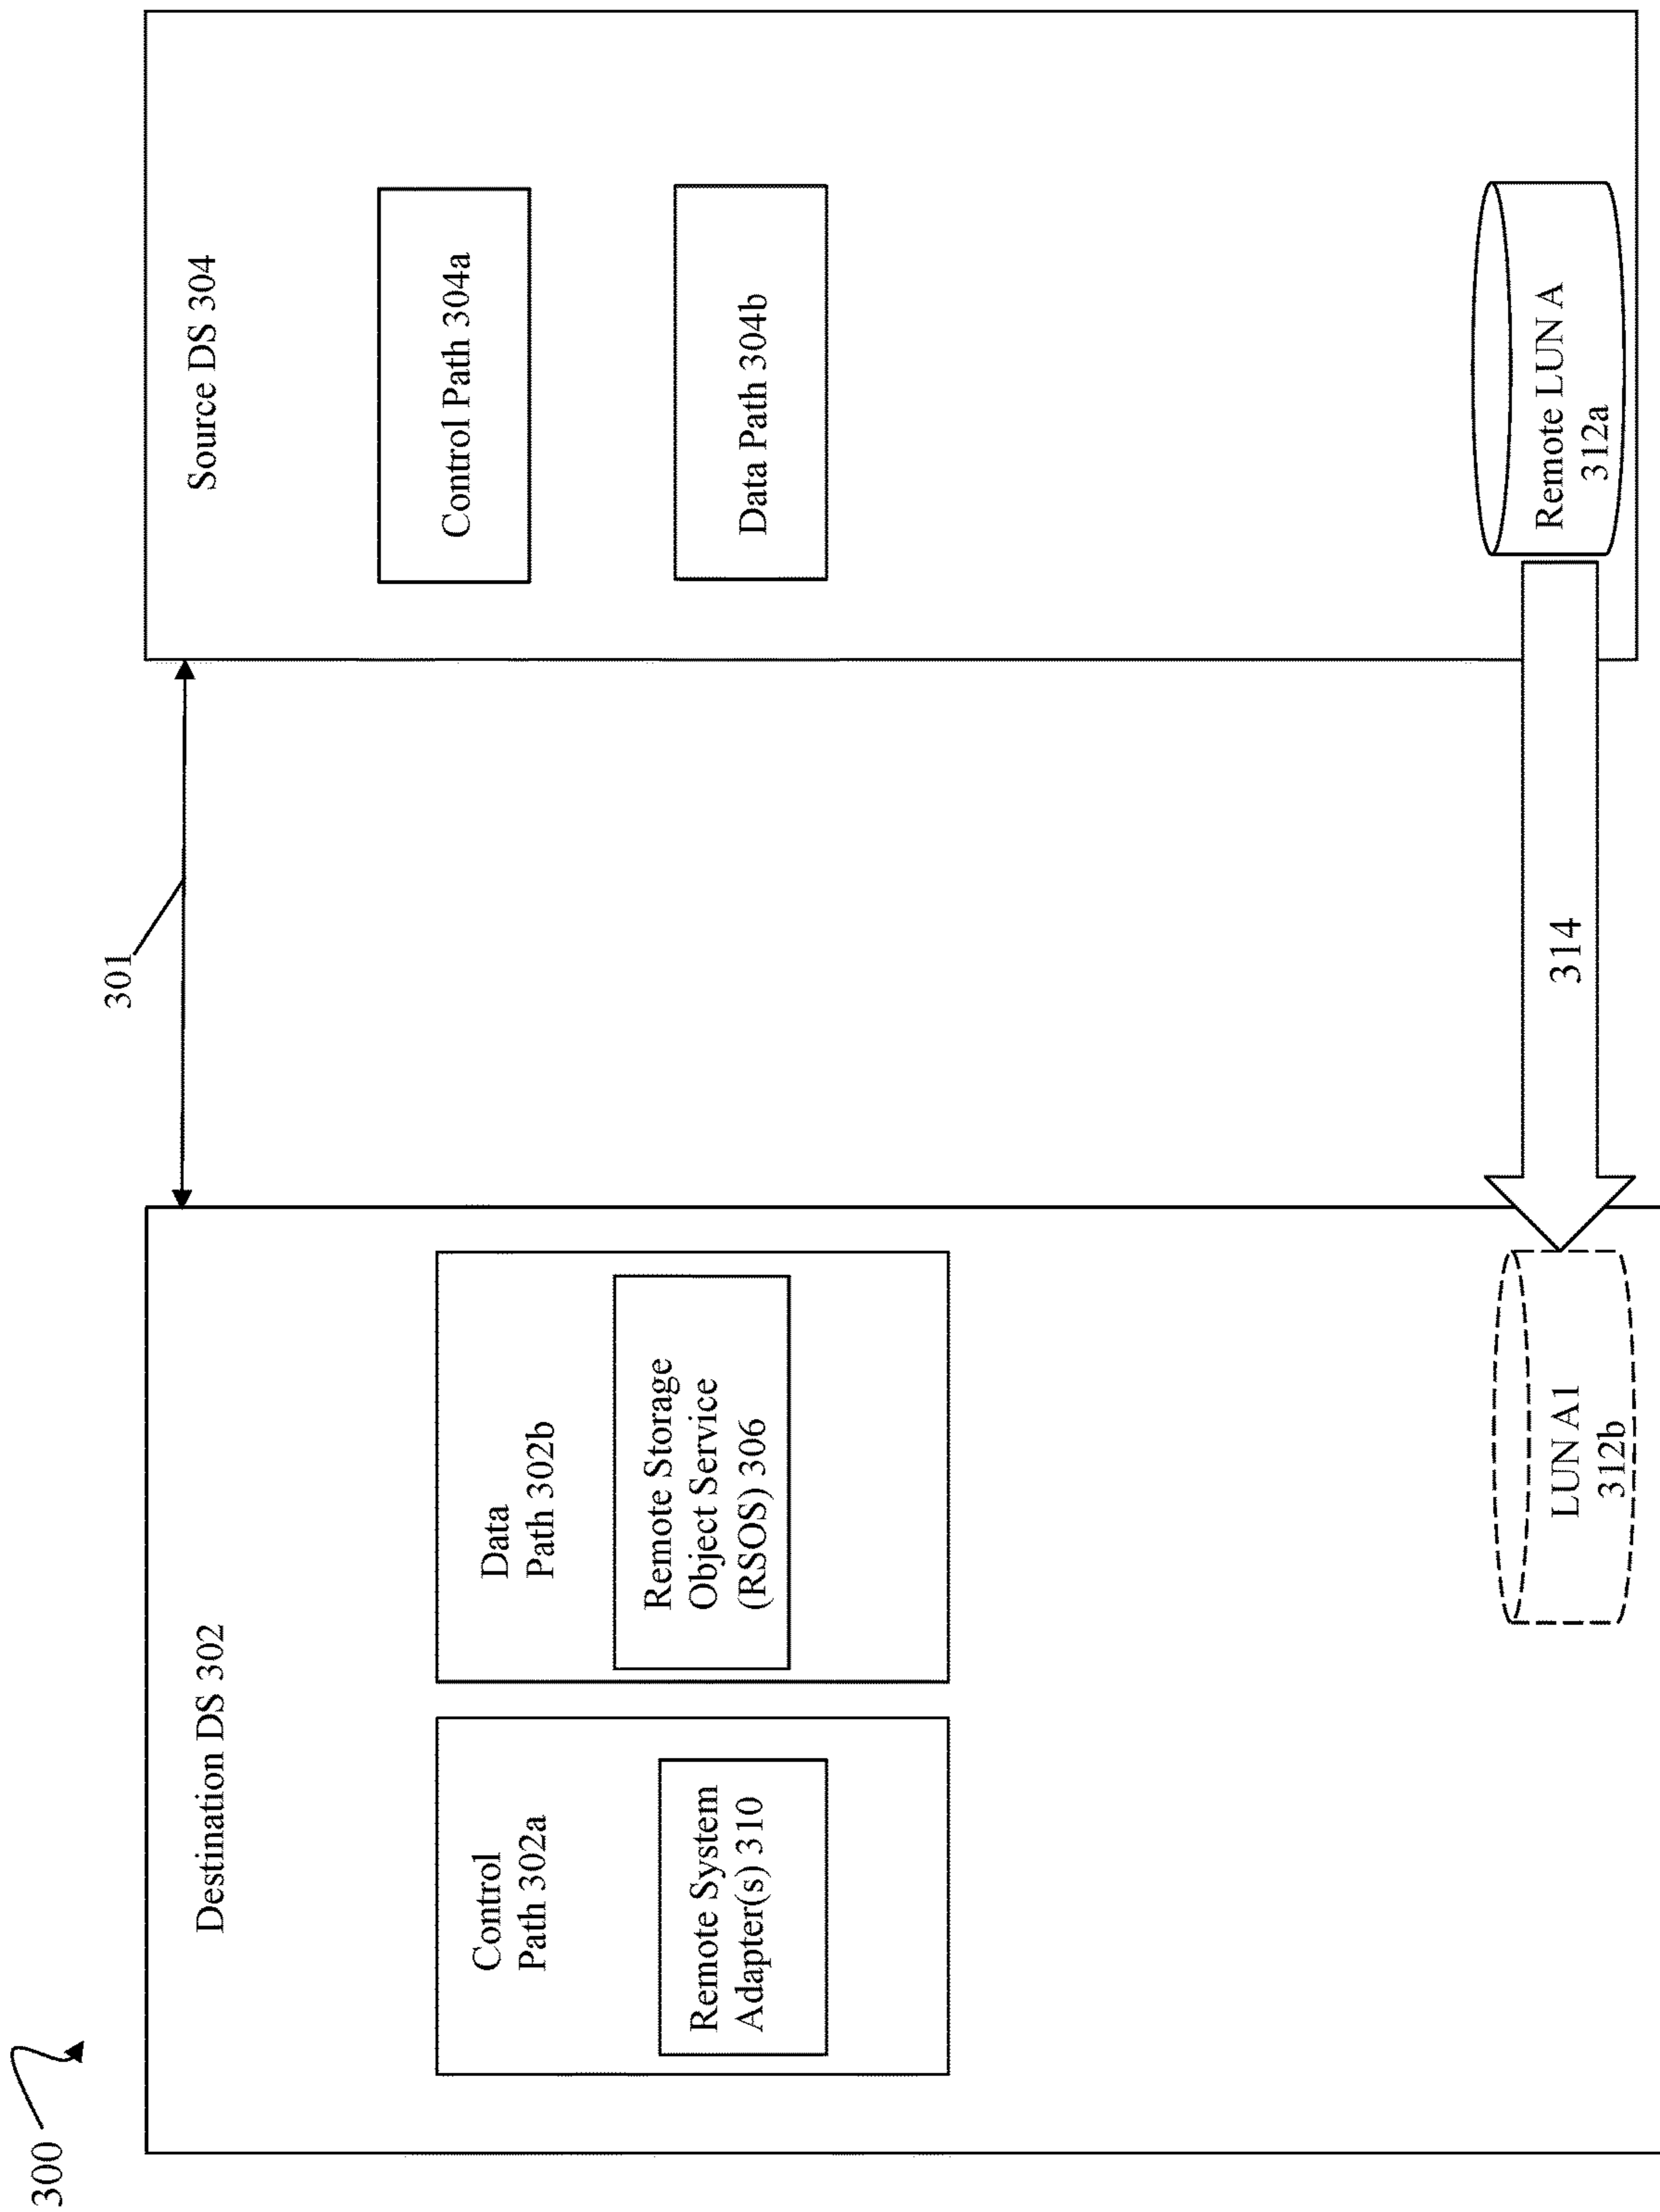 300
301
Destination DS 302
Control
Path 302a
Remote System
Adapter(s) 310
Data
Path 302b
Remote Storage
Object Service
(RSOS) 306
LUN A1
312b
314
Source DS 304
Control Path 304a
Data Path 304b
Remote LUN A
312a